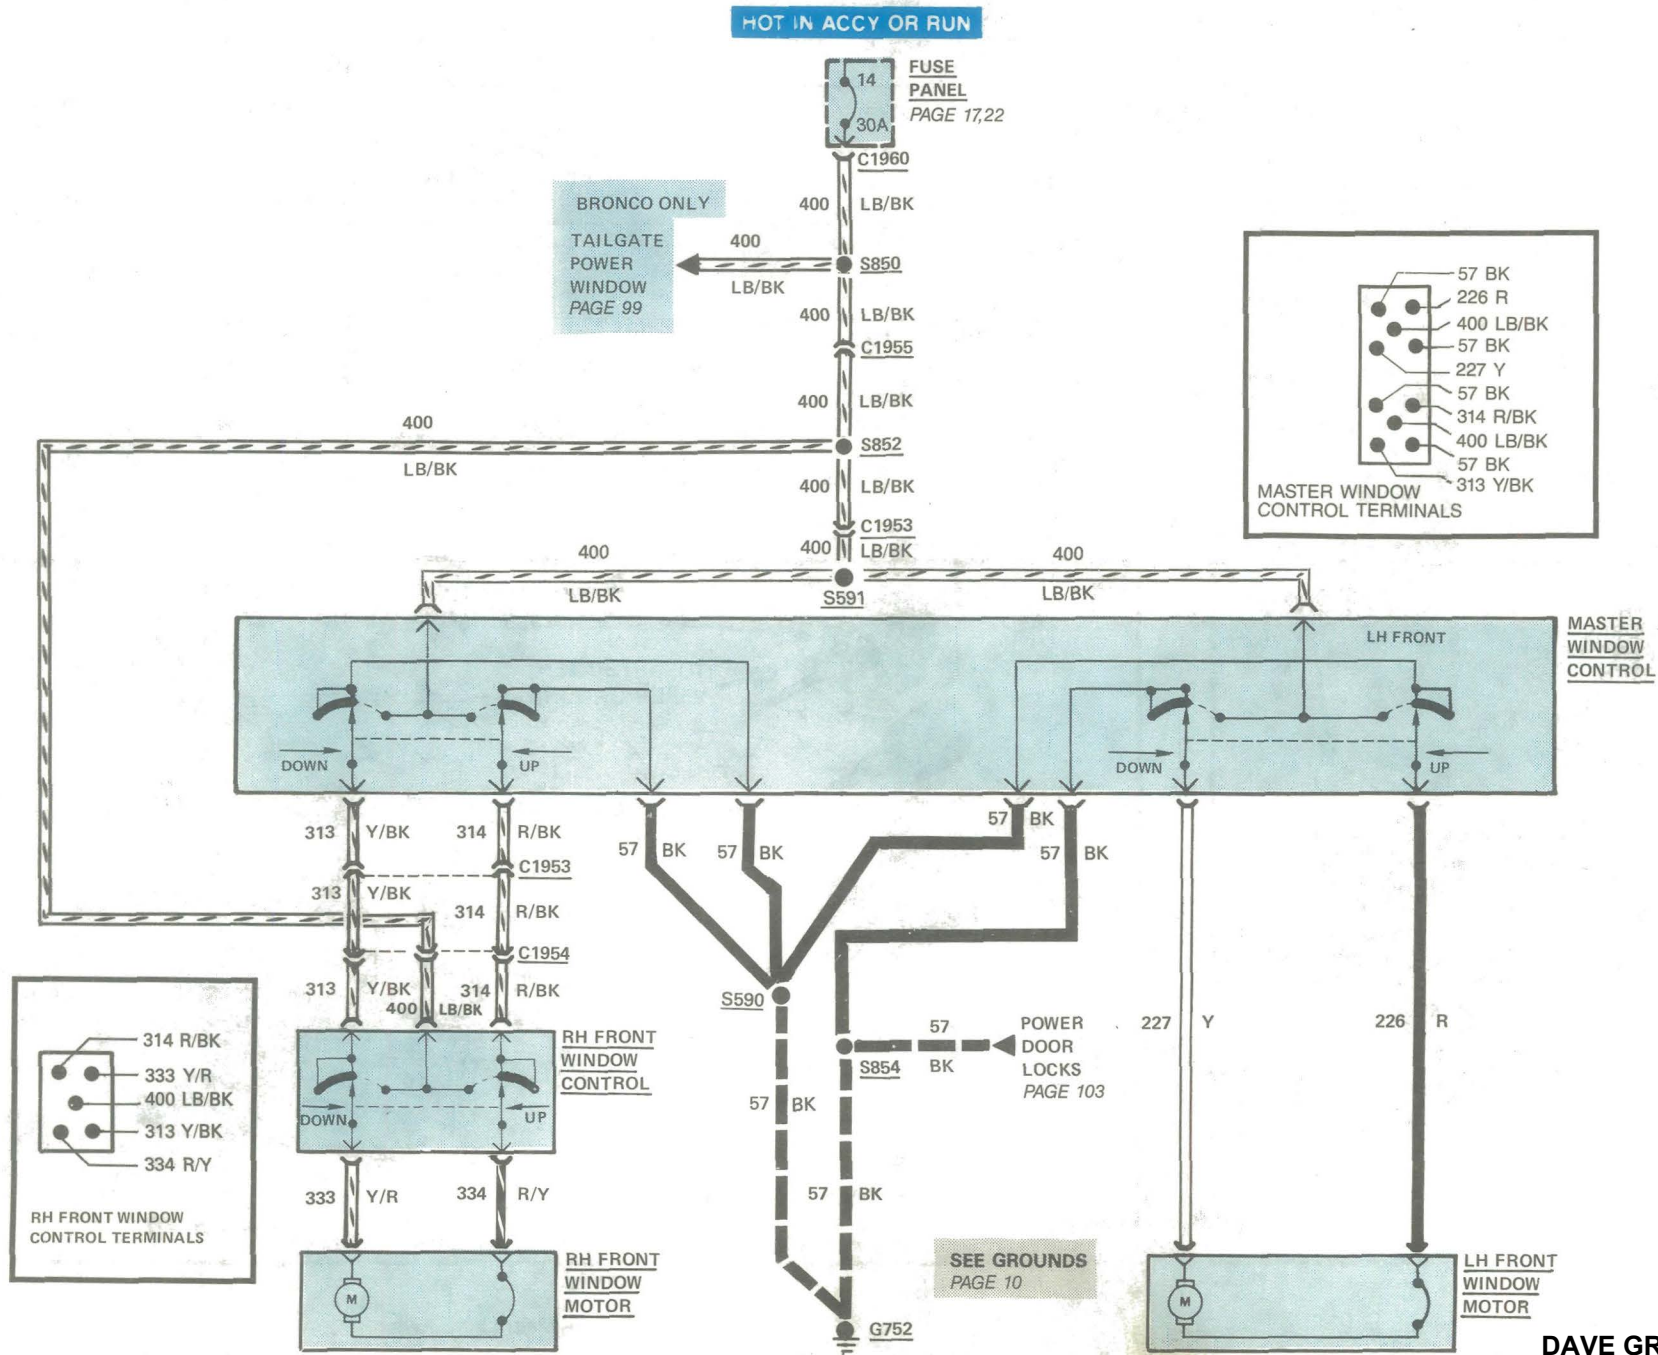 HOT IN ACCY OR RUN
14
30A
FUSE
PANEL
PAGE 17,22
C1960
400 LB/BK
BRONCO ONLY
TAILGATE
POWER
WINDOW
PAGE 99
400
LB/BK
S850
400 LB/BK
C1955
400 LB/BK
400
LB/BK
S852
400 LB/BK
C1953
400 LB/BK
400
LB/BK
S591
400
LB/BK
57 BK
226 R
400 LB/BK
57 BK
227 Y
57 BK
314 R/BK
400 LB/BK
57 BK
313 Y/BK
MASTER WINDOW
CONTROL TERMINALS
LH FRONT
MASTER
WINDOW
CONTROL
DOWN
UP
DOWN
UP
313 Y/BK
314 R/BK
57 BK
57 BK
57 BK
57 BK
C1953
313 Y/BK
314 R/BK
C1954
313 Y/BK
314 R/BK
400 LB/BK
S590
57
BK
S854
POWER
DOOR
LOCKS
PAGE 103
227 Y
226 R
314 R/BK
333 Y/R
400 LB/BK
313 Y/BK
334 R/Y
RH FRONT WINDOW
CONTROL TERMINALS
RH FRONT
WINDOW
CONTROL
DOWN
UP
57 BK
57 BK
333 Y/R
334 R/Y
RH FRONT
WINDOW
MOTOR
M
SEE GROUNDS
PAGE 10
G752
LH FRONT
WINDOW
MOTOR
M
DAVE GR